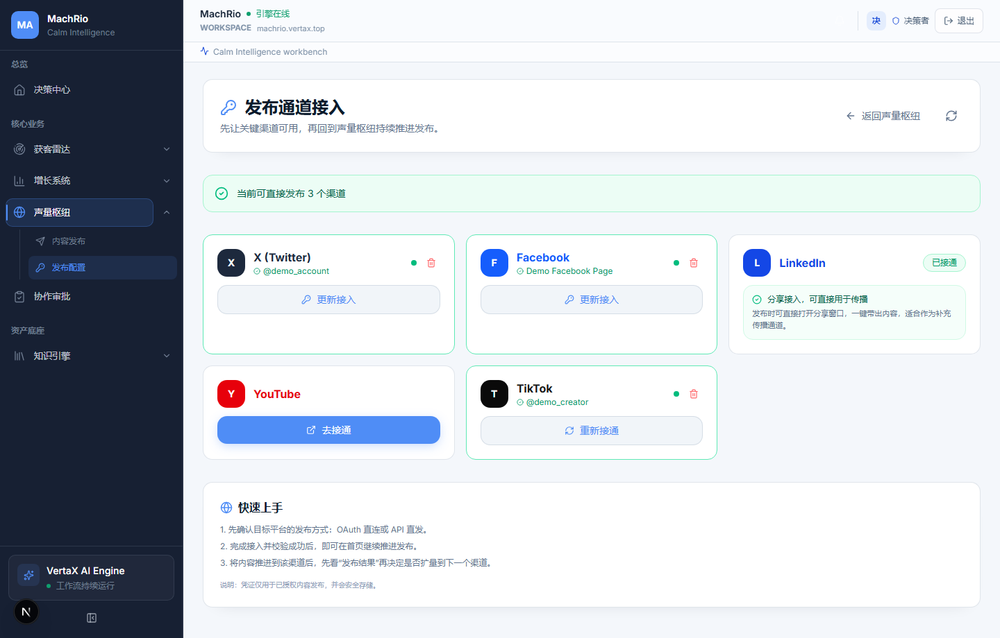 MA
MachRio
Calm Intelligence
总览
决策中心
核心业务
获客雷达
增长系统
声量枢纽
内容发布
发布配置
协作审批
资产底座
知识引擎
VertaX AI Engine
工作流持续运行
N
MachRio 引擎在线
WORKSPACE machrio.vertax.top
决 决策者 退出
Calm Intelligence workbench
发布通道接入
先让关键渠道可用，再回到声量枢纽持续推进发布。
返回声量枢纽
当前可直接发布 3 个渠道
X
X (Twitter)
@demo_account
更新接入
F
Facebook
Demo Facebook Page
更新接入
L
LinkedIn
已接通
分享接入，可直接用于传播
发布时可直接打开分享窗口，一键带出内容，适合作为补充
传播通道。
Y
YouTube
去接通
T
TikTok
@demo_creator
重新接通
快速上手
1. 先确认目标平台的发布方式：OAuth 直连或 API 直发。
2. 完成接入并校验成功后，即可在首页继续推进发布。
3. 将内容推进到该渠道后，先看“发布结果”再决定是否扩量到下一个渠道。
说明：凭证仅用于已授权内容发布，并会安全存储。